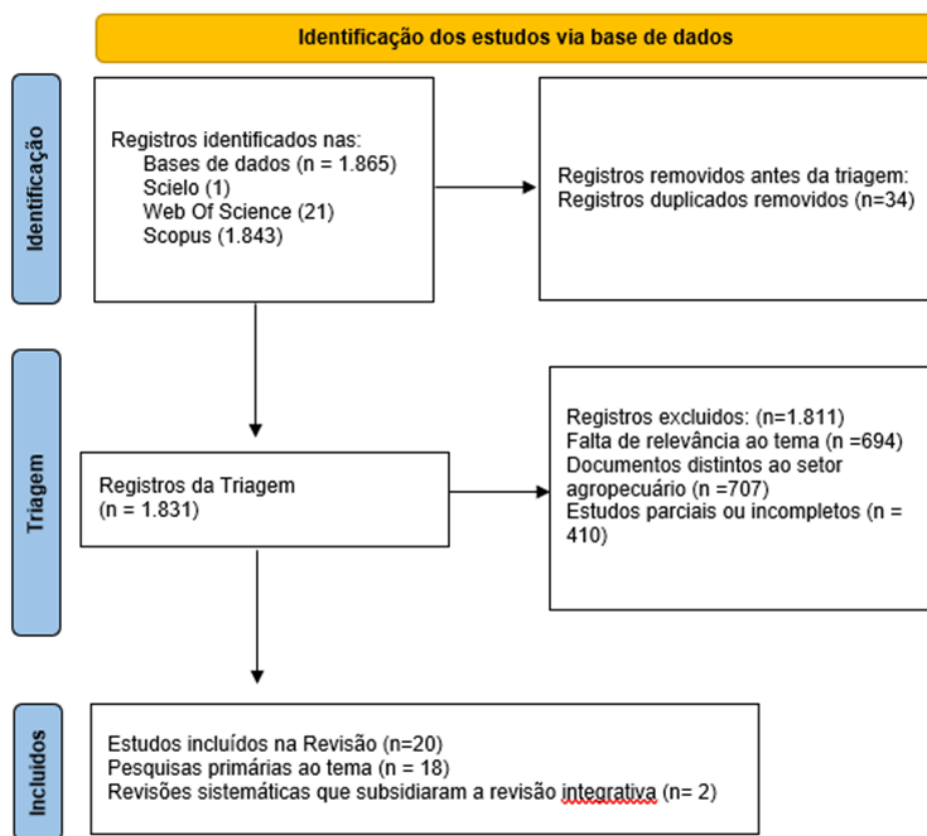 Identificação dos estudos via base de dados
Identificação
Registros identificados nas:
Bases de dados (n = 1.865)
Scielo (1)
Web Of Science (21)
Scopus (1.843)
Registros removidos antes da triagem:
Registros duplicados removidos (n=34)
Triagem
Registros da Triagem
(n = 1.831)
Registros excluidos: (n=1.811)
Falta de relevância ao tema (n =694)
Documentos distintos ao setor
agropecuário (n =707)
Estudos parciais ou incompletos (n =
410)
Incluidos
Estudos incluídos na Revisão (n=20)
Pesquisas primárias ao tema (n = 18)
Revisões sistemáticas que subsidiaram a revisão integrativa (n= 2)